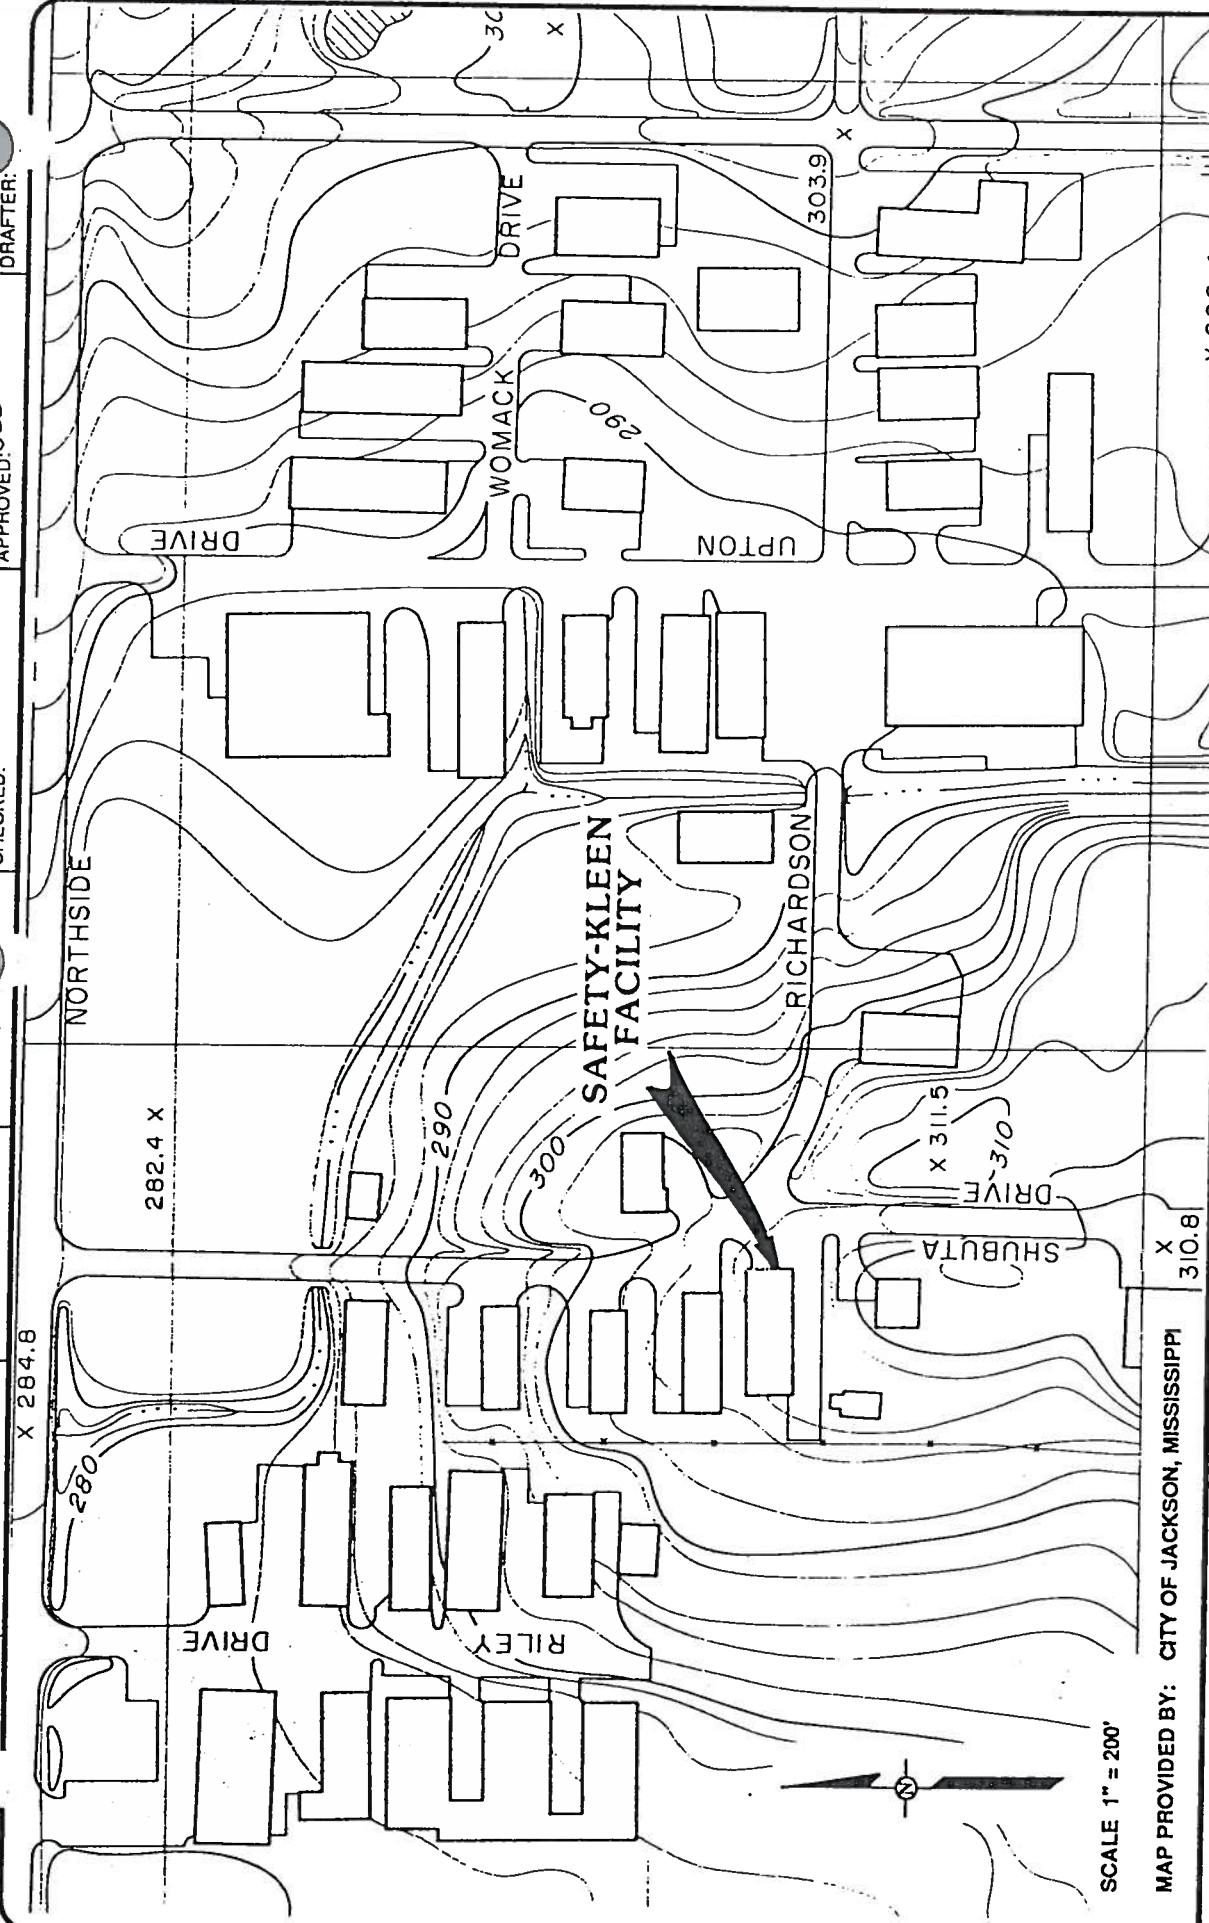 DRAFTER:
APPROVED:
CHECKED:
NORTHSIDE
DRIVE
WOMACK
DRIVE
UPTON
RICHARDSON
SAFETY-KLEEN
FACILITY
SHUBUTA
DRIVE
RILEY
DRIVE
303.9
X
X
290
290
300
282.4 X
X 284.8
280
X 311.5
310
X
310.8
N
SCALE 1" = 200'
MAP PROVIDED BY: CITY OF JACKSON, MISSISSIPPI